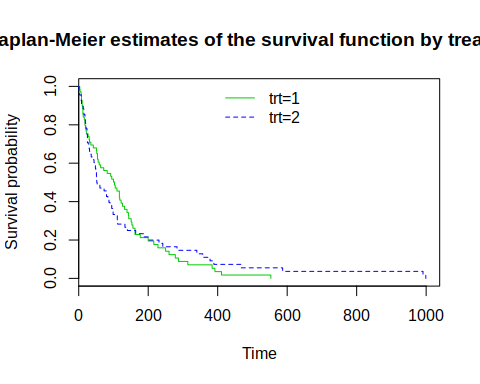 aplan-Meier estimates of the survival function by trea
trt=1
trt=2
Survival probability
0.0 0.2 0.4 0.6 0.8 1.0
0 200 400 600 800 1000
Time